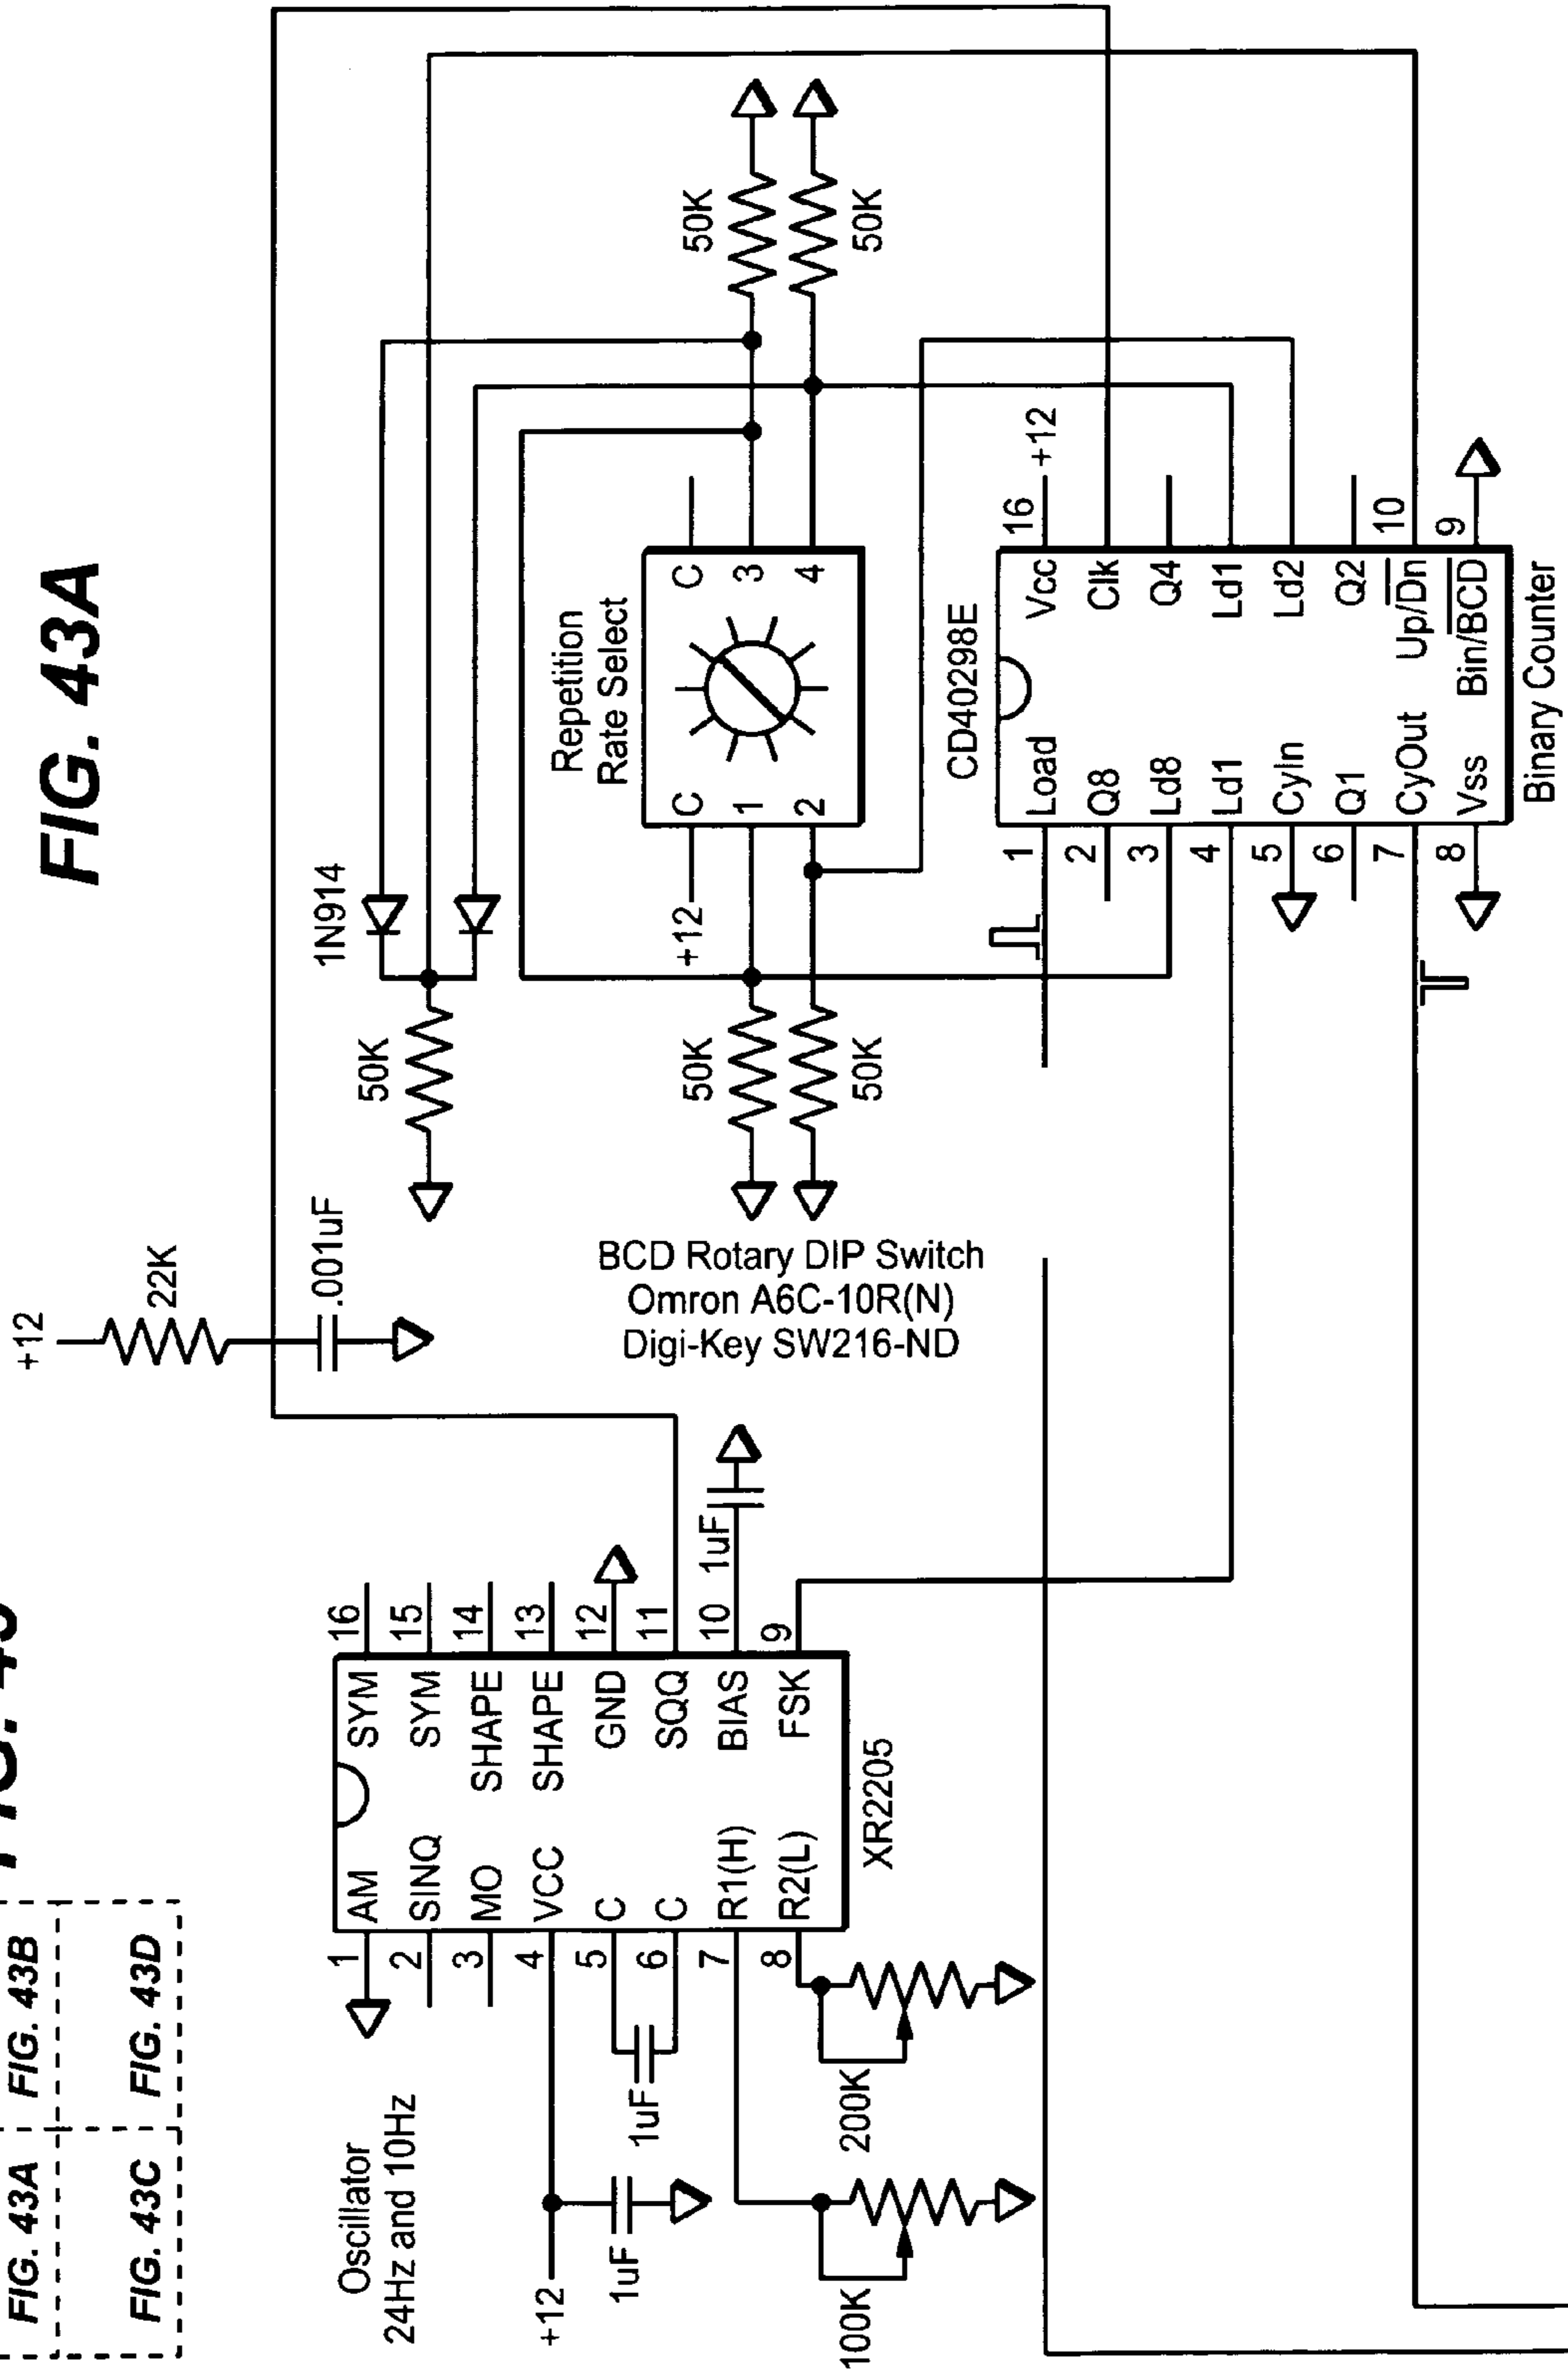 FIG. 43A
FIG. 43A
FIG. 43B
FIG. 43C
FIG. 43D
+12
22K
.001uF
Oscillator
24Hz and 10Hz
+12
1uF
1uF
100K
200K
1
2
3
4
5
6
7
8
AM
SINQ
MO
VCC
C
C
R1(H)
R2(L)
SYM
SYM
SHAPE
SHAPE
GND
SQQ
BIAS
FSK
16
15
14
13
12
11
10
9
XR2205
1uF
1N914
50K
50K
50K
BCD Rotary DIP Switch
Omron A6C-10R(N)
Digi-Key SW216-ND
Repetition
Rate Select
+12
C
1
2
C
3
4
50K
50K
CD40298E
1
2
3
4
5
6
7
8
Load
Q8
Ld8
Ld1
CyIn
Q1
CyOut
Vss
Vcc
Clk
Q4
Ld1
Ld2
Q2
Up/Dn
Bin/BCD
16
+12
10
9
Binary Counter